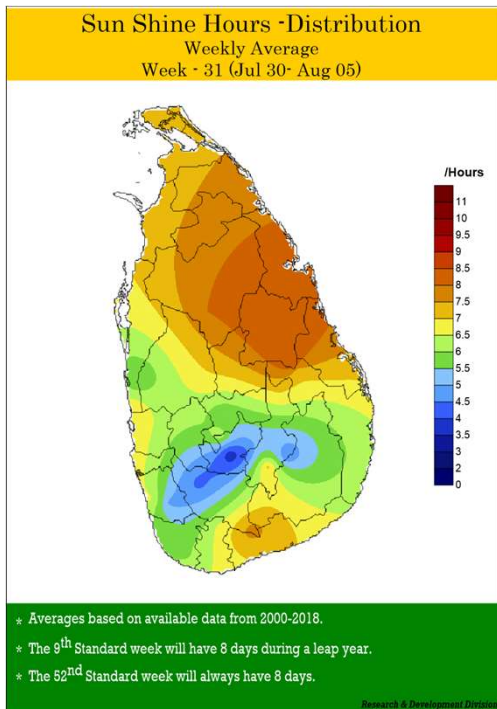 Sun Shine Hours -Distribution
Weekly Average
Week - 31 (Jul 30- Aug 05)
/Hours
11
10
9.5
9
8.5
8
7.5
7
6.5
6
5.5
5
4.5
4
3.5
3
2
0
* Averages based on available data from 2000-2018.
* The 9th Standard week will have 8 days during a leap year.
* The 52nd Standard week will always have 8 days.
Research & Development Division